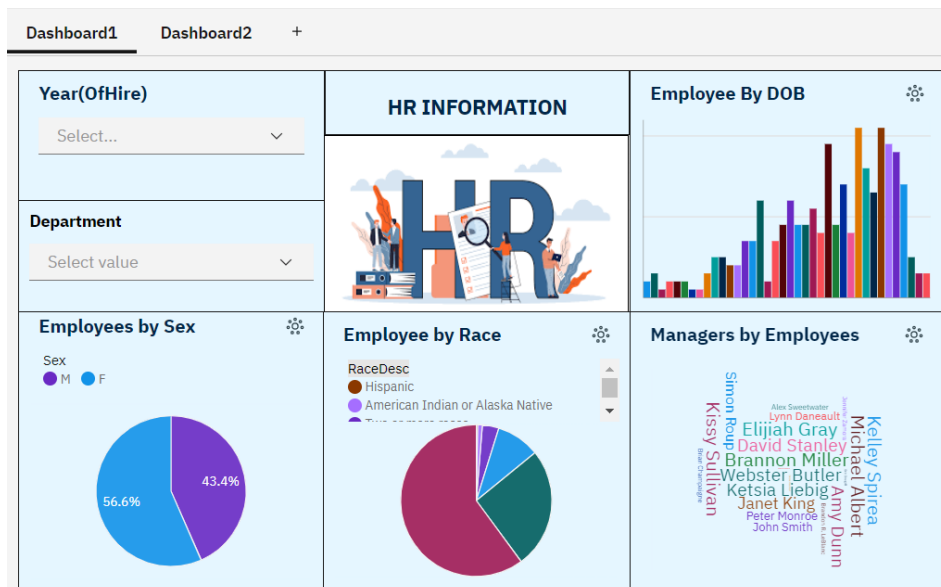 Dashboard1
Dashboard2
+
Year(OfHire)
Select...
Department
Select value
HR INFORMATION
HR
Employee By DOB
Employees by Sex
Sex
M
F
56.6%
43.4%
Employee by Race
RaceDesc
Hispanic
American Indian or Alaska Native
Managers by Employees
Simon Roup
Kissy Sullivan
Alex Sweetwater
Lynn Daneault
Elijiah Gray
David Stanley
Brannon Miller
Webster Butler
Ketsia Liebig
Janet King
Peter Monroe
John Smith
Kelley Spirea
Michael Albert
Amy Dunn
Brian Champaigne